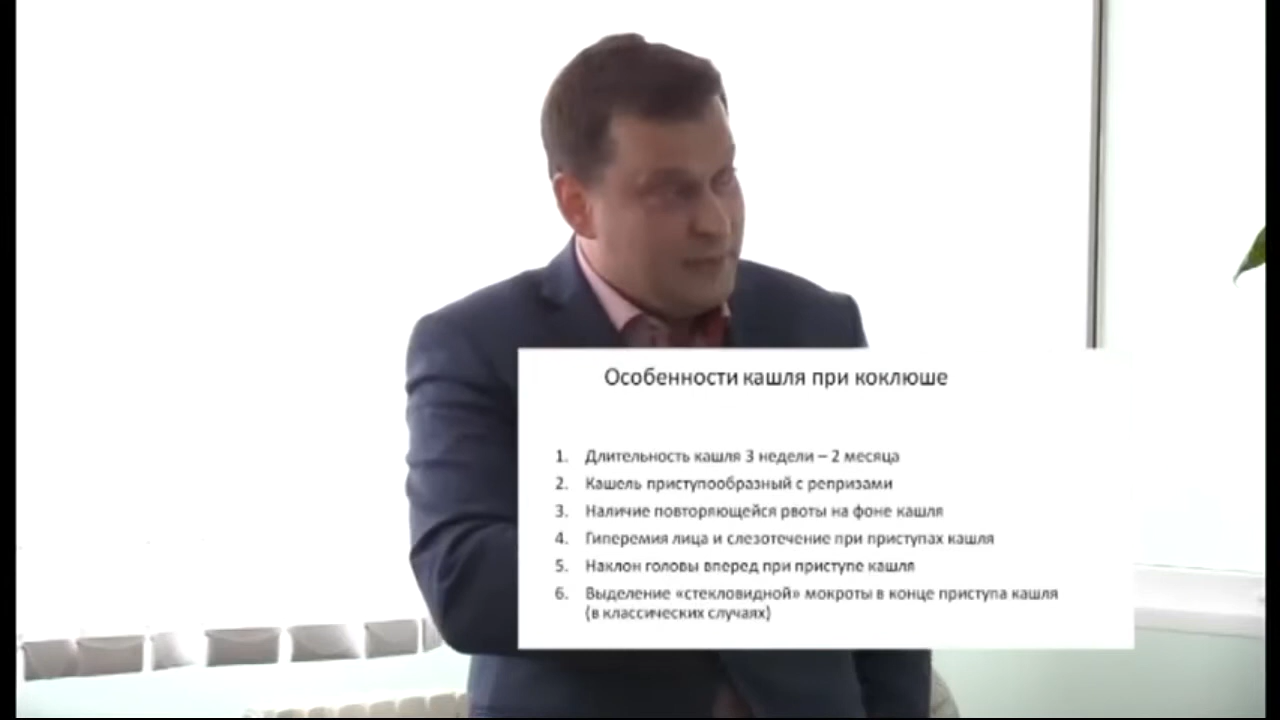 Особенности кашля при коклюше
1. Длительность кашля 3 недели – 2 месяца
2. Кашель приступообразный с репризами
3. Наличие повторяющейся рвоты на фоне кашля
4. Гиперемия лица и слезотечение при приступах кашля
5. Наклон головы вперед при приступе кашля
6. Выделение «стекловидной» мокроты в конце приступа кашля
(в классических случаях)